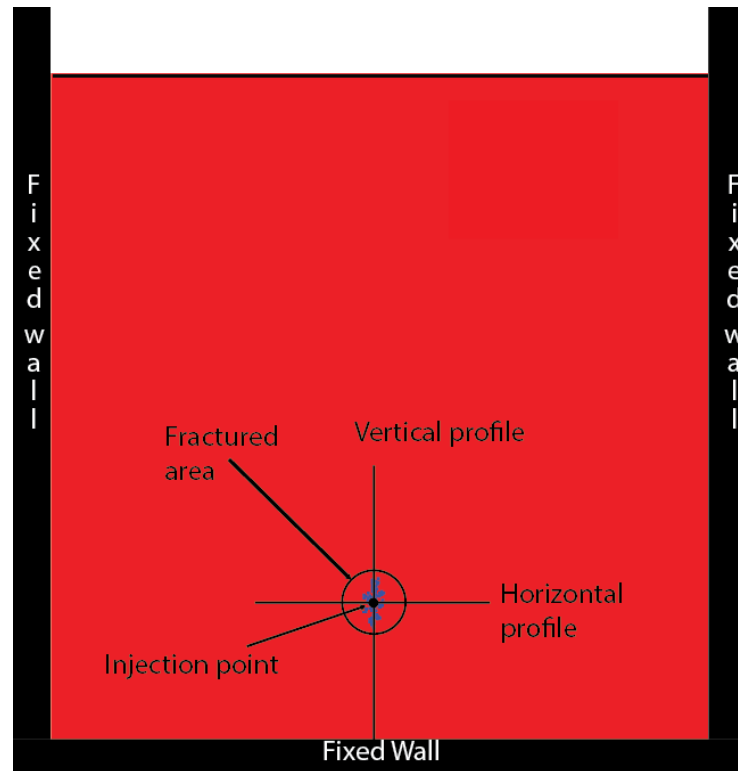 Fixed wall
Fixed wall
Fractured
area
Vertical profile
Horizontal
profile
Injection point
Fixed Wall